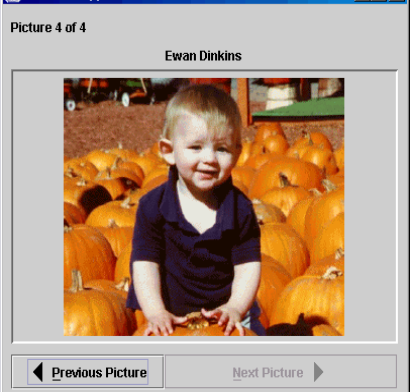 Picture 4 of 4
Ewan Dinkins
Previous Picture
Next Picture